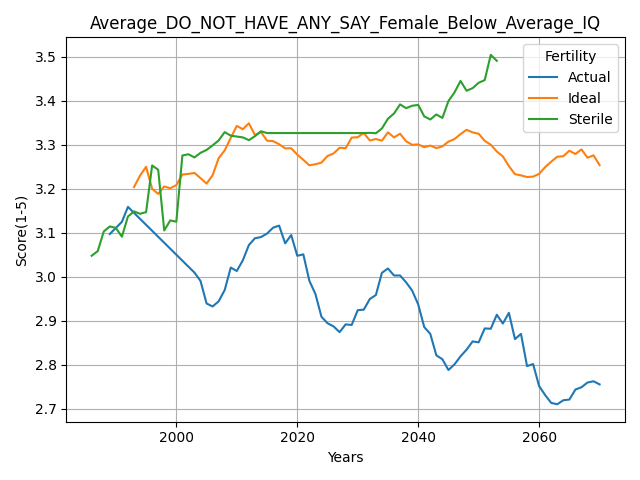 Average_DO_NOT_HAVE_ANY_SAY_Female_Below_Average_IQ
Fertility
Actual
Ideal
Sterile
Score(1-5)
3.5
3.4
3.3
3.2
3.1
3.0
2.9
2.8
2.7
2000 2020 2040 2060
Years